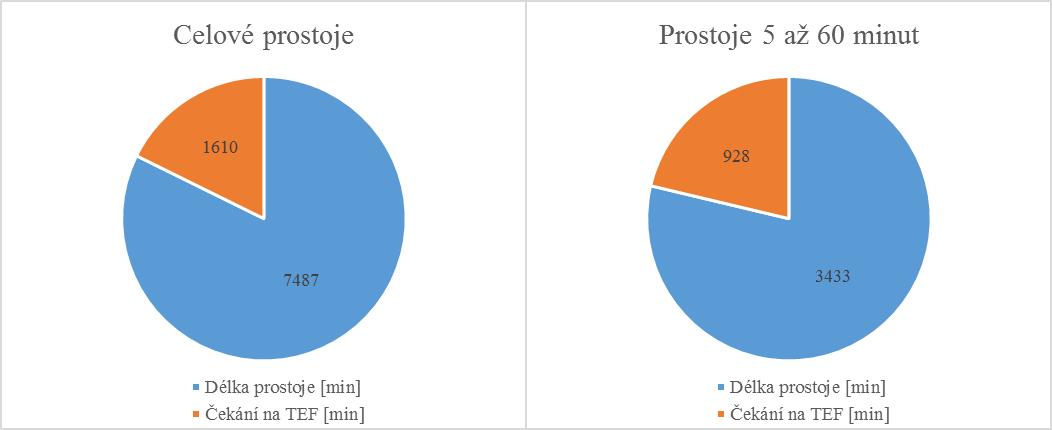 Celové prostoje
1610
7487
Délka prostoje [min]
Čekání na TEF [min]
Prostoje 5 až 60 minut
928
3433
Délka prostoje [min]
Čekání na TEF [min]